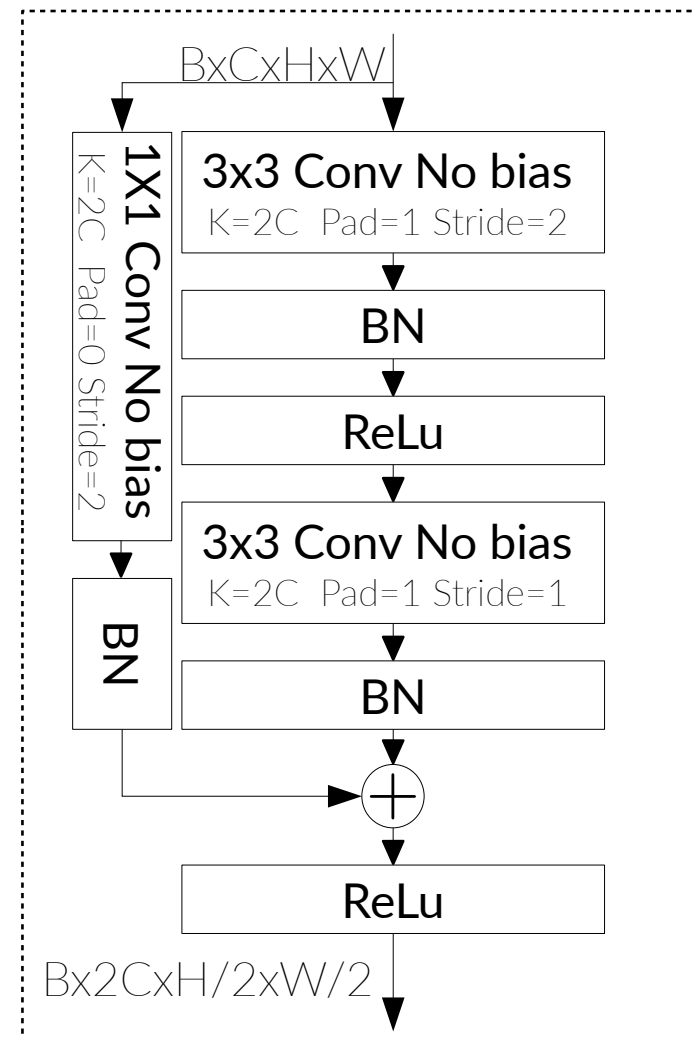 BxCxHxW
1X1 Conv No bias
K=2C Pad=0 Stride=2
BN
3x3 Conv No bias
K=2C Pad=1 Stride=2
BN
ReLu
3x3 Conv No bias
K=2C Pad=1 Stride=1
BN
+
ReLu
Bx2CxH/2xW/2